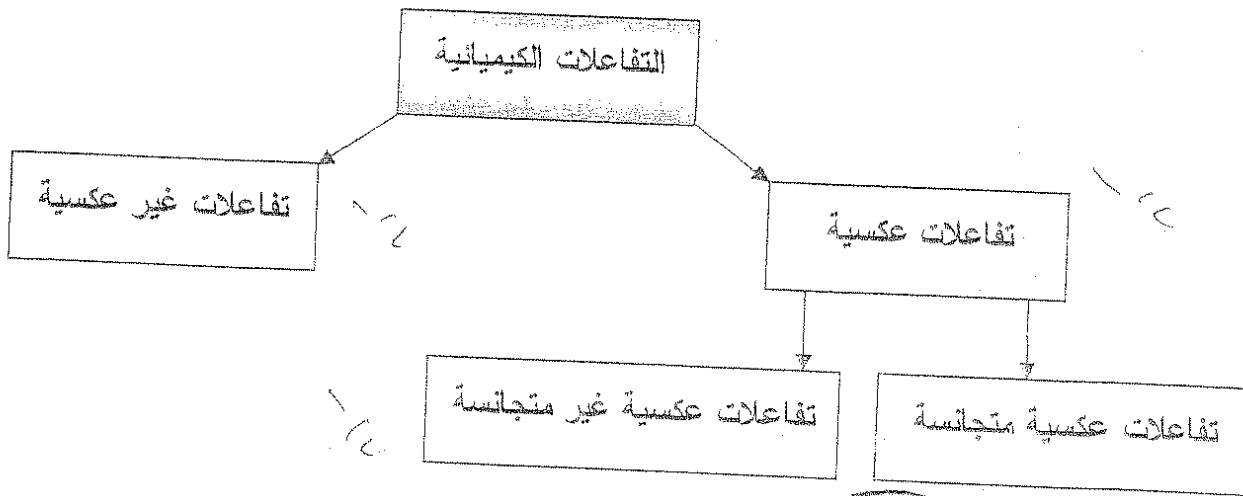 التفاعلات الكيميائية
تفاعلات عكسية
تفاعلات غير عكسية
تفاعلات عكسية متجانسة
تفاعلات عكسية غير متجانسة